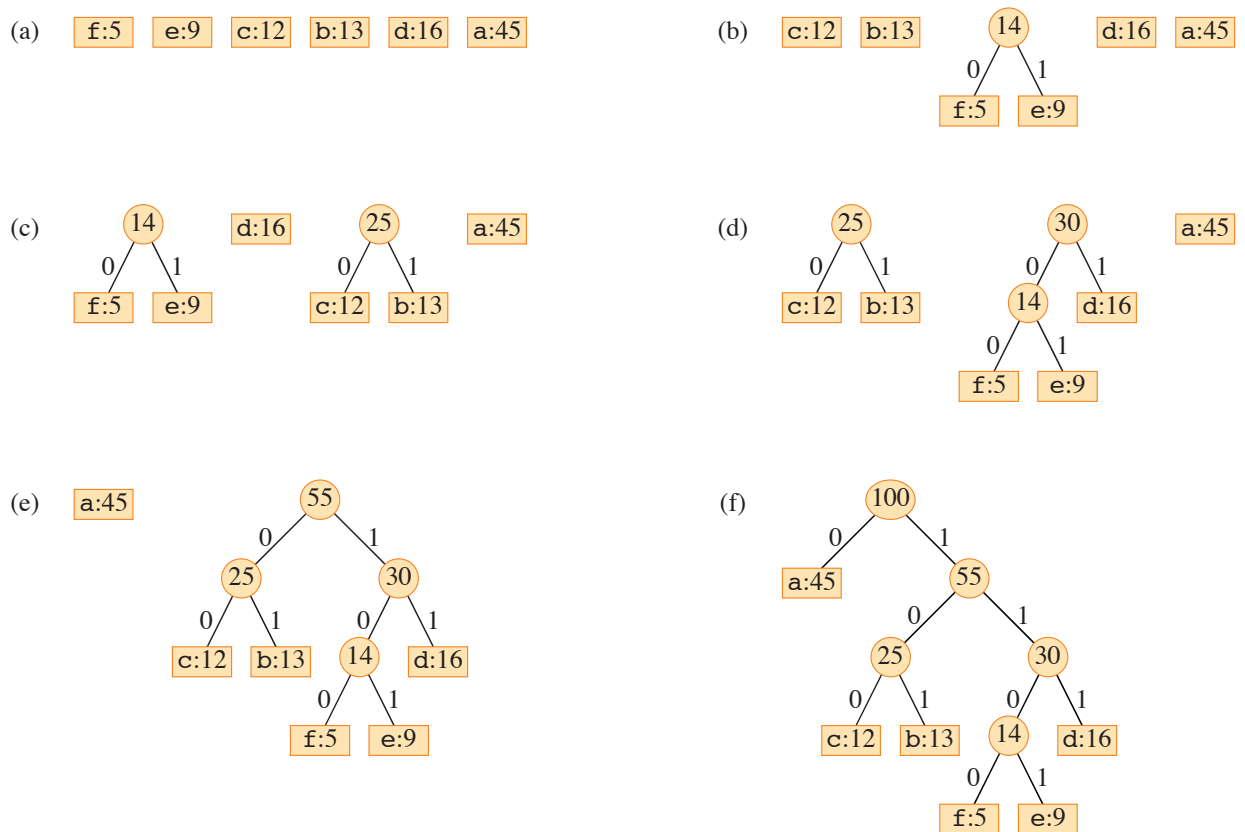 (a) f:5 e:9 c:12 b:13 d:16 a:45
(b) c:12 b:13 14 d:16 a:45
0 1
f:5 e:9
(c) 14 d:16 25 a:45
0 1 0 1
f:5 e:9 c:12 b:13
(d) 25 30 a:45
0 1 0 1
c:12 b:13 14 d:16
0 1
f:5 e:9
(e) a:45 55
0 1
25 30
0 1 0 1
c:12 b:13 14 d:16
0 1
f:5 e:9
(f) 100
0 1
a:45 55
0 1
25 30
0 1 0 1
c:12 b:13 14 d:16
0 1
f:5 e:9